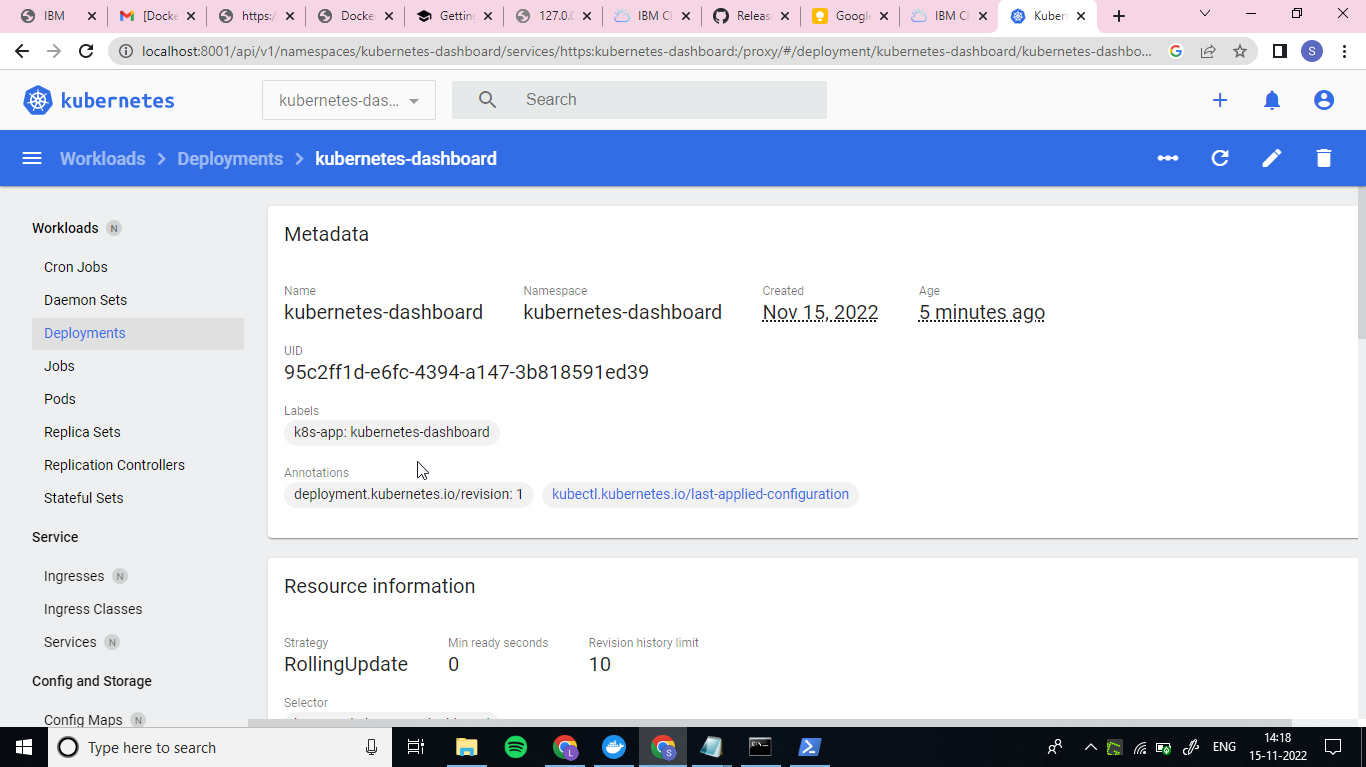 IBM
[Docke
https:/
Docke
Gettin
127.0.0
IBM Cl
Releas
Google
IBM Cl
Kubern
localhost:8001/api/v1/namespaces/kubernetes-dashboard/services/https:kubernetes-dashboard:/proxy/#/deployment/kubernetes-dashboard/kubernetes-dashbo...
S
kubernetes
kubernetes-das...
Search
Workloads
Deployments
kubernetes-dashboard
Workloads N
Cron Jobs
Daemon Sets
Deployments
Jobs
Pods
Replica Sets
Replication Controllers
Stateful Sets
Service
Ingresses N
Ingress Classes
Services N
Config and Storage
Config Maps N
Metadata
Name
kubernetes-dashboard
Namespace
kubernetes-dashboard
Created
Nov 15, 2022
Age
5 minutes ago
UID
95c2ff1d-e6fc-4394-a147-3b818591ed39
Labels
k8s-app: kubernetes-dashboard
Annotations
deployment.kubernetes.io/revision: 1
kubectl.kubernetes.io/last-applied-configuration
Resource information
Strategy
RollingUpdate
Min ready seconds
0
Revision history limit
10
Selector
Type here to search
L
S
ENG
14:18
15-11-2022